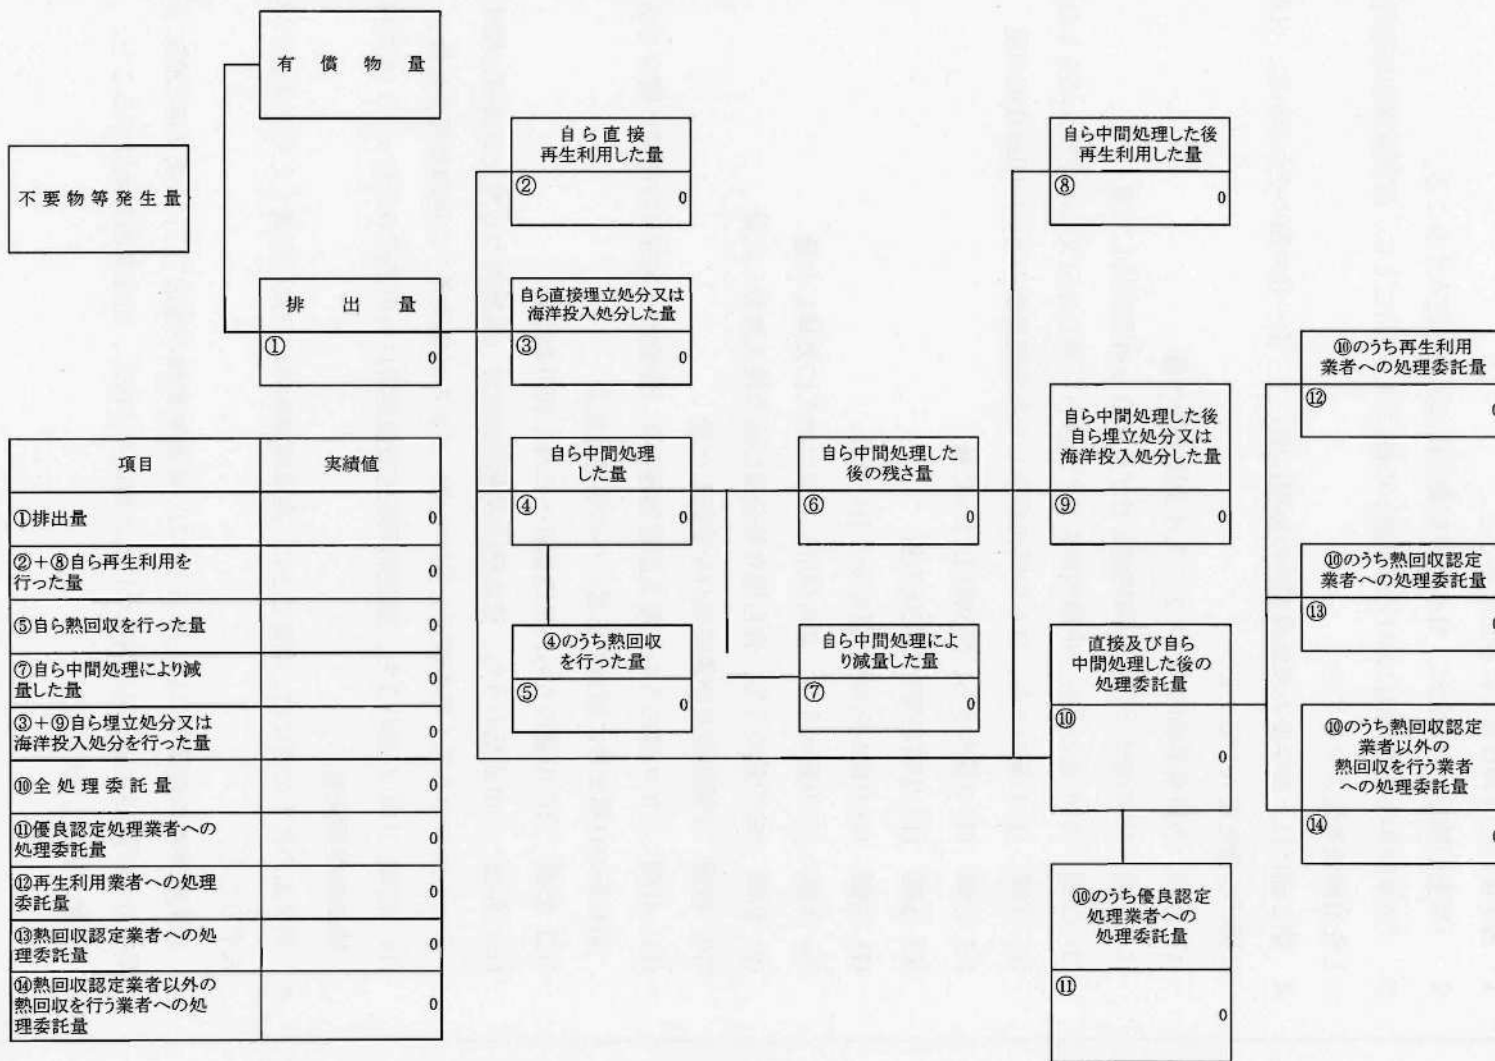 有償物量
不要物等発生量
排出量
①
0
自ら直接
再生利用した量
②
0
自ら直接埋立処分又は
海洋投入処分した量
③
0
自ら中間処理
した量
④
0
④のうち熱回収
を行った量
⑤
0
自ら中間処理した
後の残さ量
⑥
0
自ら中間処理によ
り減量した量
⑦
0
自ら中間処理した後
再生利用した量
⑧
0
自ら中間処理した後
自ら埋立処分又は
海洋投入処分した量
⑨
0
直接及び自ら
中間処理した後の
処理委託量
⑩
0
⑩のうち優良認定
処理業者への
処理委託量
⑪
0
⑩のうち再生利用
業者への処理委託量
⑫
0
⑩のうち熱回収認定
業者への処理委託量
⑬
0
⑩のうち熱回収認定
業者以外の
熱回収を行う業者
への処理委託量
⑭
0
項目 実績値
①排出量 0
②+⑧自ら再生利用を
行った量 0
⑤自ら熱回収を行った量 0
⑦自ら中間処理により減
量した量 0
③+⑨自ら埋立処分又は
海洋投入処分を行った量 0
⑩全処理委託量 0
⑪優良認定処理業者への
処理委託量 0
⑫再生利用業者への処理
委託量 0
⑬熱回収認定業者への処
理委託量 0
⑭熱回収認定業者以外の
熱回収を行う業者への処
理委託量 0